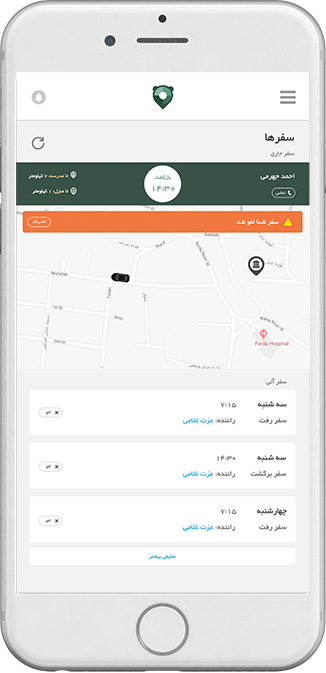 سفرها
سفر جاری
احمد جهرمی
تماس
بازگشت
۱۴:۳۰
تا مدرسه: ۷ کیلومتر
تا منزل: ۱ کیلومتر
سفر شما لغو شد
انصراف
Farda Hospital
سفر آتی
سه شنبه
۷:۱۵
سفر رفت
راننده: عزت غلامی
لغو
سه شنبه
۱۴:۳۰
سفر برگشت
راننده: عزت غلامی
لغو
چهارشنبه
۷:۱۵
سفر رفت
راننده: عزت غلامی
لغو
نمایش بیشتر